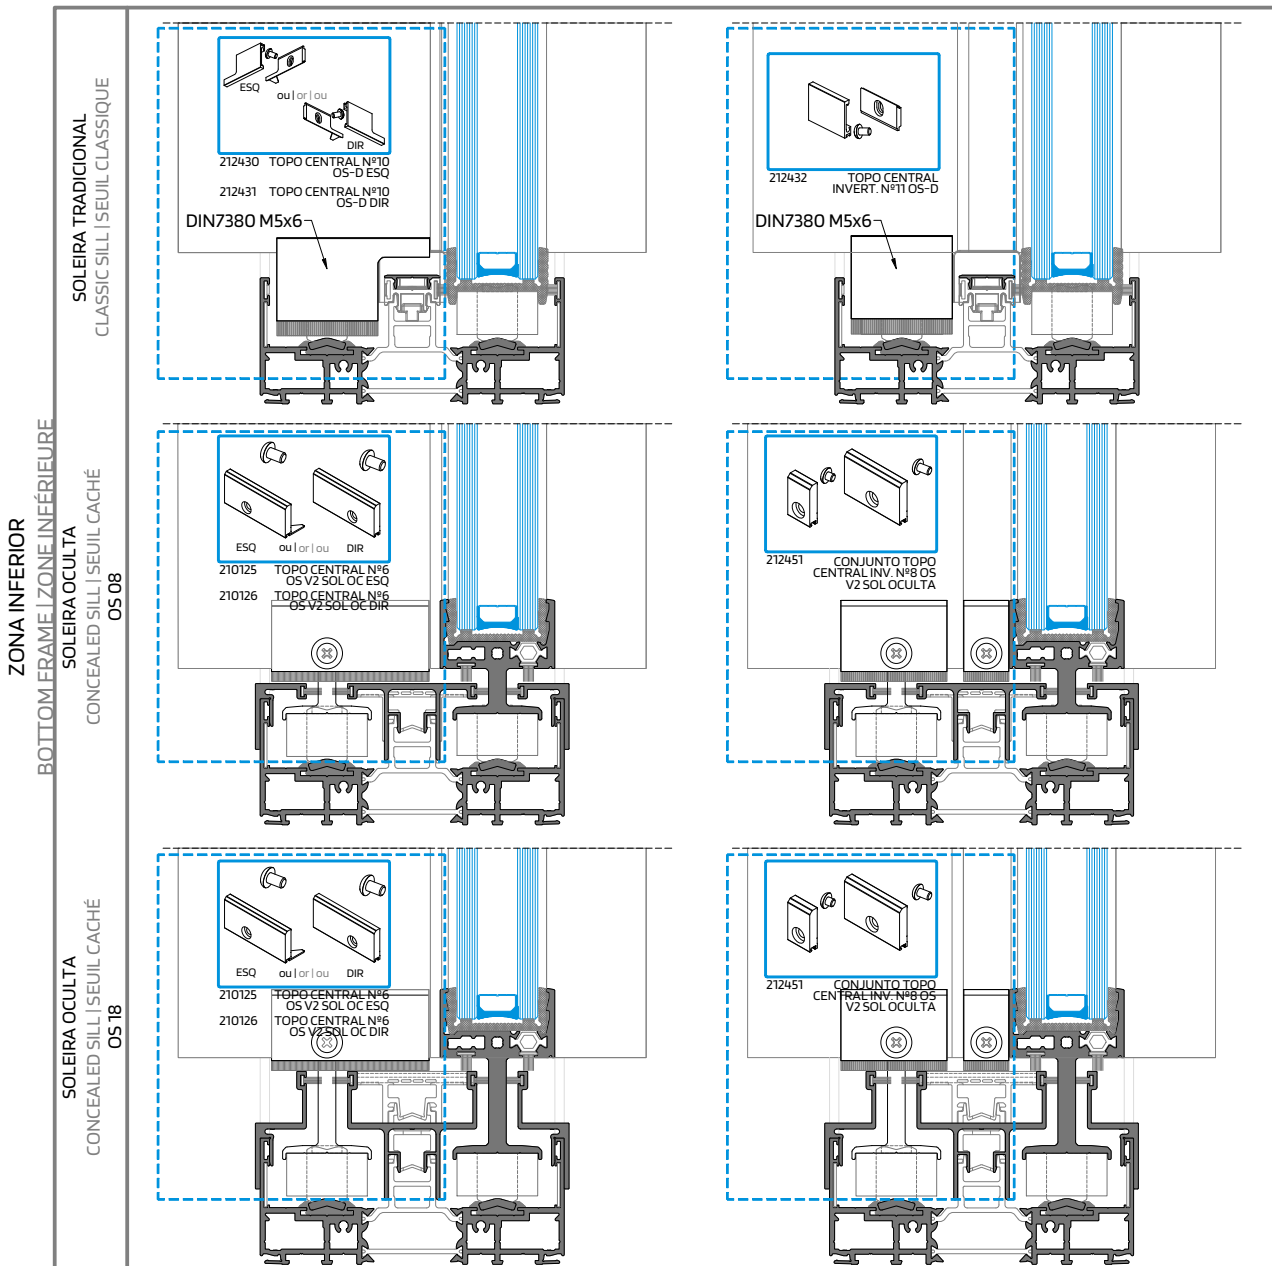 ZONA INFERIOR
BOTTOM FRAME | ZONE INFÉRIEURE
SOLEIRA TRADICIONAL
CLASSIC SILL | SEUIL CLASSIQUE
ESQ
ou | or | ou
DIR
212430 TOPO CENTRAL Nº10
OS-D ESQ
212431 TOPO CENTRAL Nº10
OS-D DIR
DIN7380 M5x6
212432 TOPO CENTRAL
INVERT. Nº11 OS-D
DIN7380 M5x6
SOLEIRA OCULTA
CONCEALED SILL | SEUIL CACHÉ
OS 08
ESQ ou | or | ou DIR
210125 TOPO CENTRAL Nº6
OS V2 SOL OC ESQ
210126 TOPO CENTRAL Nº6
OS V2 SOL OC DIR
212451 CONJUNTO TOPO
CENTRAL INV. Nº8 OS
V2 SOL OCULTA
SOLEIRA OCULTA
CONCEALED SILL | SEUIL CACHÉ
OS 18
ESQ ou | or | ou DIR
210125 TOPO CENTRAL Nº6
OS V2 SOL OC ESQ
210126 TOPO CENTRAL Nº6
OS V2 SOL OC DIR
212451 CONJUNTO TOPO
CENTRAL INV. Nº8 OS
V2 SOL OCULTA